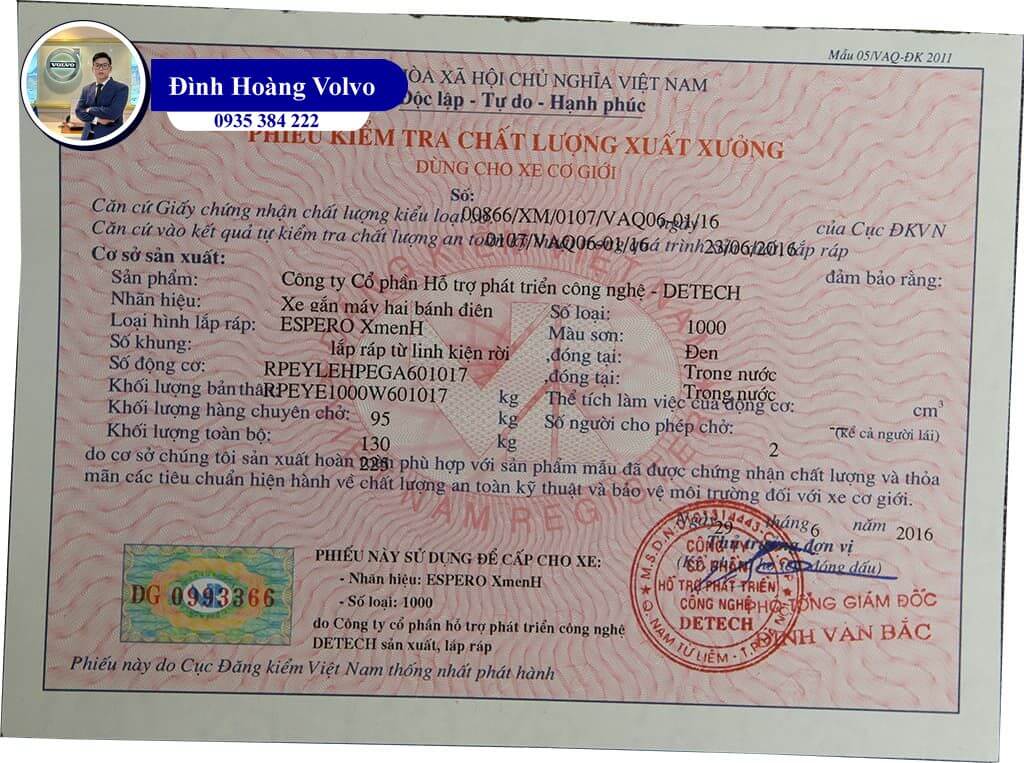 VOLVO
Đình Hoàng Volvo
0935 384 222
Mẫu 05/VAQ-ĐK 2011
HÒA XÃ HỘI CHỦ NGHĨA VIỆT NAM
Độc lập - Tự do - Hạnh phúc
PHIẾU KIỂM TRA CHẤT LƯỢNG XUẤT XƯỞNG
DÙNG CHO XE CƠ GIỚI
Số: 00866/XM/0107/VAQ06-01/16
Căn cứ Giấy chứng nhận chất lượng kiểu loại 0107/VAQ06-01/16 ngày 23/06/2016 của Cục ĐKVN
Căn cứ vào kết quả tự kiểm tra chất lượng an toàn quá trình lắp ráp
Cơ sở sản xuất: Công ty Cổ phần Hỗ trợ phát triển công nghệ - DETECH đảm bảo rằng:
Sản phẩm: Xe gắn máy hai bánh điện
Nhãn hiệu: ESPERO XmenH Số loại: 1000
Loại hình lắp ráp: lắp ráp từ linh kiện rời Màu sơn: Đen
Số khung: RPEYLEHPEGA601017 ,đóng tại: Trong nước
Số động cơ: RPEYE1000W601017 ,đóng tại: Trong nước
Khối lượng bản thân: 95 kg Thể tích làm việc của động cơ: -- cm³
Khối lượng hàng chuyên chở: 130 kg Số người cho phép chở: 2 (kể cả người lái)
Khối lượng toàn bộ: 225 kg
do cơ sở chúng tôi sản xuất hoàn toàn phù hợp với sản phẩm mẫu đã được chứng nhận chất lượng và thỏa
mãn các tiêu chuẩn hiện hành về chất lượng an toàn kỹ thuật và bảo vệ môi trường đối với xe cơ giới.
Ngày 29 tháng 6 năm 2016
Thủ trưởng đơn vị
đóng dấu)
PHIẾU NÀY SỬ DỤNG ĐỂ CẤP CHO XE:
- Nhãn hiệu: ESPERO XmenH
- Số loại: 1000
do Công ty cổ phần hỗ trợ phát triển công nghệ
DETECH sản xuất, lắp ráp
DG 0993366
CÔNG TY
CỔ PHẦN
HỖ TRỢ PHÁT TRIỂN
CÔNG NGHỆ
DETECH
Q. NAM TỪ LIÊM - T.P
PHÓ TỔNG GIÁM ĐỐC
ĐINH VĂN BẮC
Phiếu này do Cục Đăng kiểm Việt Nam thống nhất phát hành